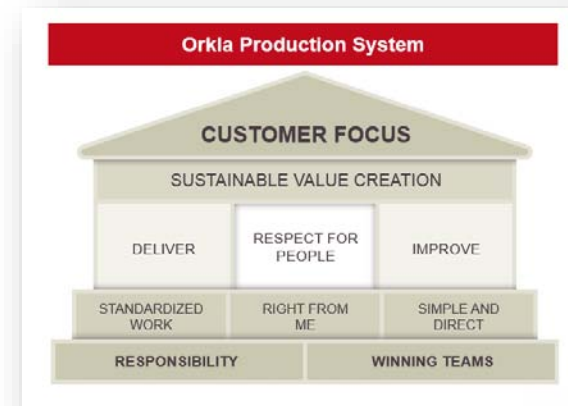 Orkla Production System
CUSTOMER FOCUS
SUSTAINABLE VALUE CREATION
DELIVER
RESPECT FOR
PEOPLE
IMPROVE
STANDARDIZED
WORK
RIGHT FROM
ME
SIMPLE AND
DIRECT
RESPONSIBILITY
WINNING TEAMS